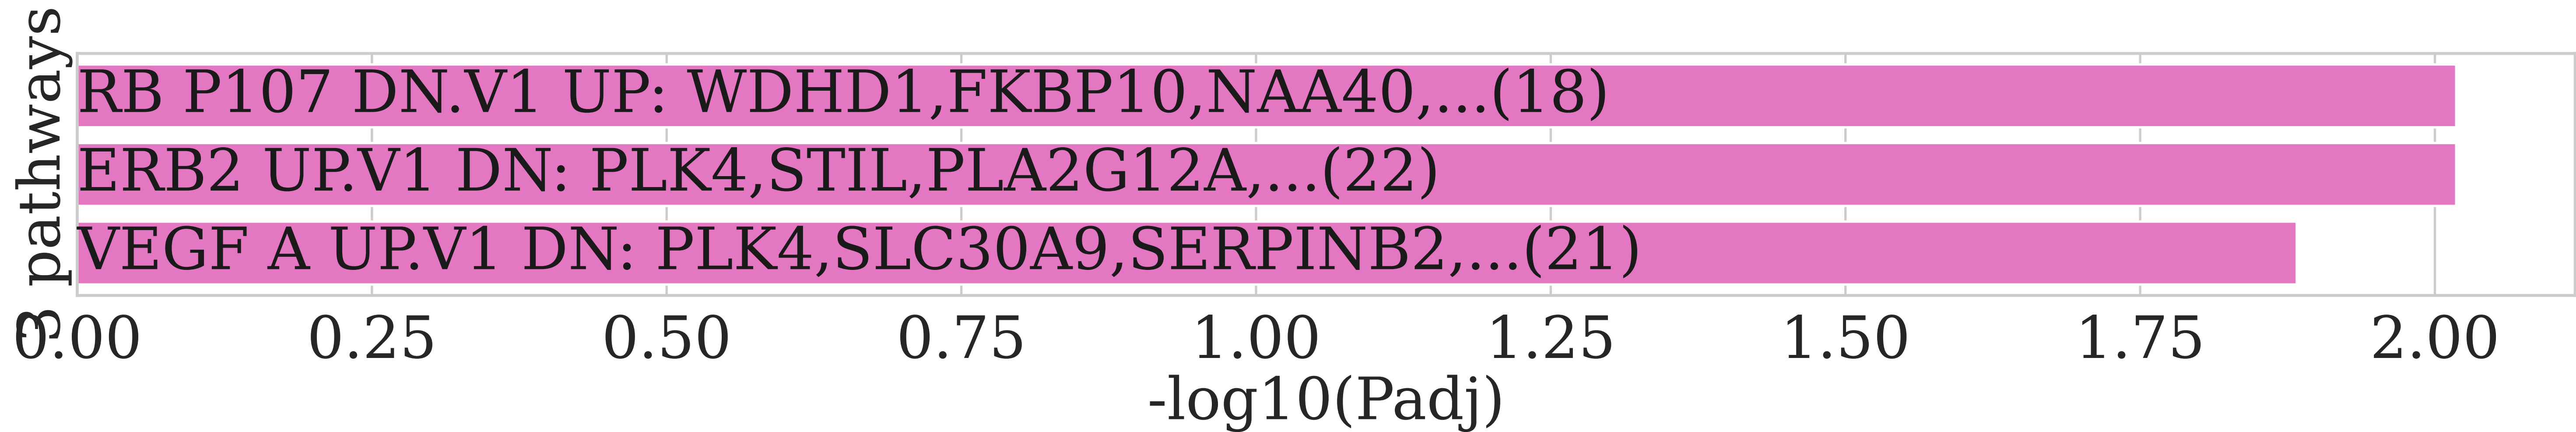 3 pathways
RB P107 DN.V1 UP: WDHD1,FKBP10,NAA40,...(18)
ERB2 UP.V1 DN: PLK4,STIL,PLA2G12A,...(22)
VEGF A UP.V1 DN: PLK4,SLC30A9,SERPINB2,...(21)
0.00 0.25 0.50 0.75 1.00 1.25 1.50 1.75 2.00
-log10(Padj)